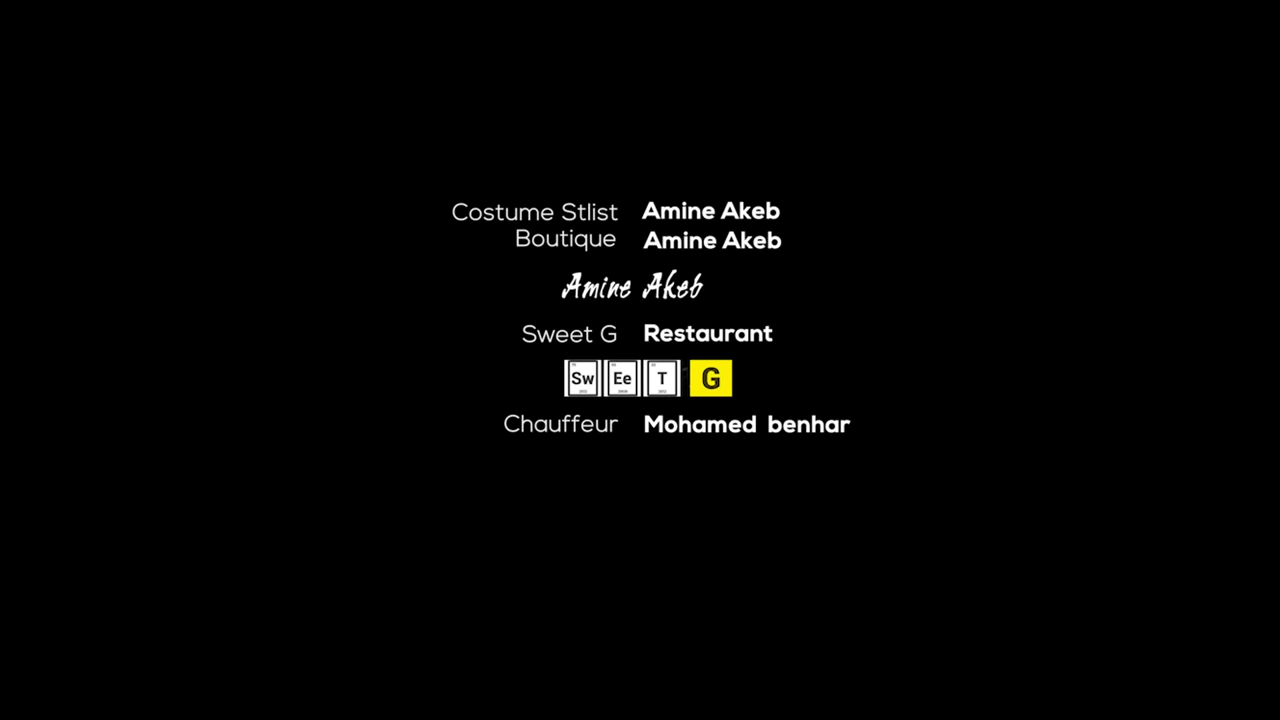 Costume Stlist Amine Akeb
Boutique Amine Akeb
Amine Akeb
Sweet G Restaurant
Sw Ee T G
Chauffeur Mohamed benhar